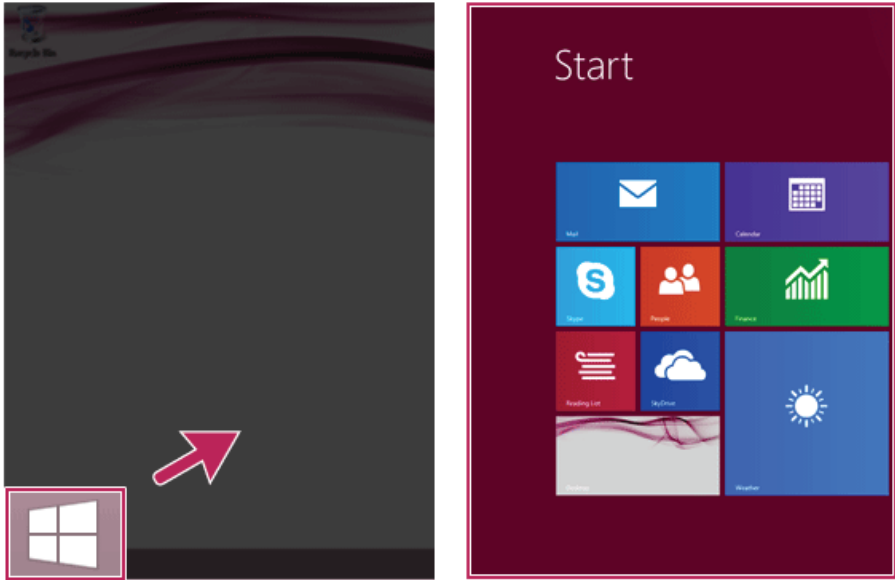 Recycle Bin
Start
Mail
Calendar
Skype
People
Finance
Reading List
SkyDrive
Desktop
Weather